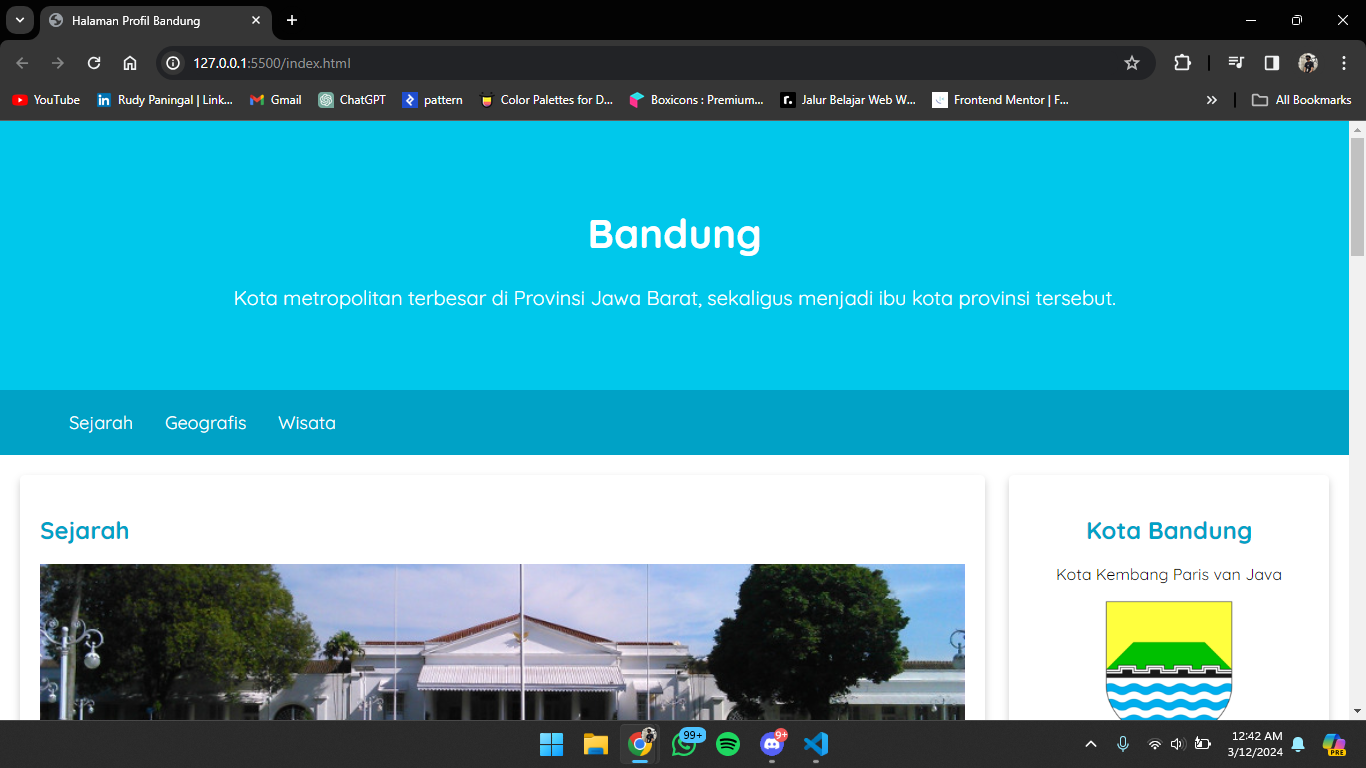 Halaman Profil Bandung
127.0.0.1:5500/index.html
YouTube
Rudy Paningal | Link...
Gmail
ChatGPT
pattern
Color Palettes for D...
Boxicons : Premium...
Jalur Belajar Web W...
Frontend Mentor | F...
All Bookmarks
Bandung
Kota metropolitan terbesar di Provinsi Jawa Barat, sekaligus menjadi ibu kota provinsi tersebut.
Sejarah
Geografis
Wisata
Sejarah
Kota Bandung
Kota Kembang Paris van Java
99+
9+
12:42 AM
3/12/2024
PRE